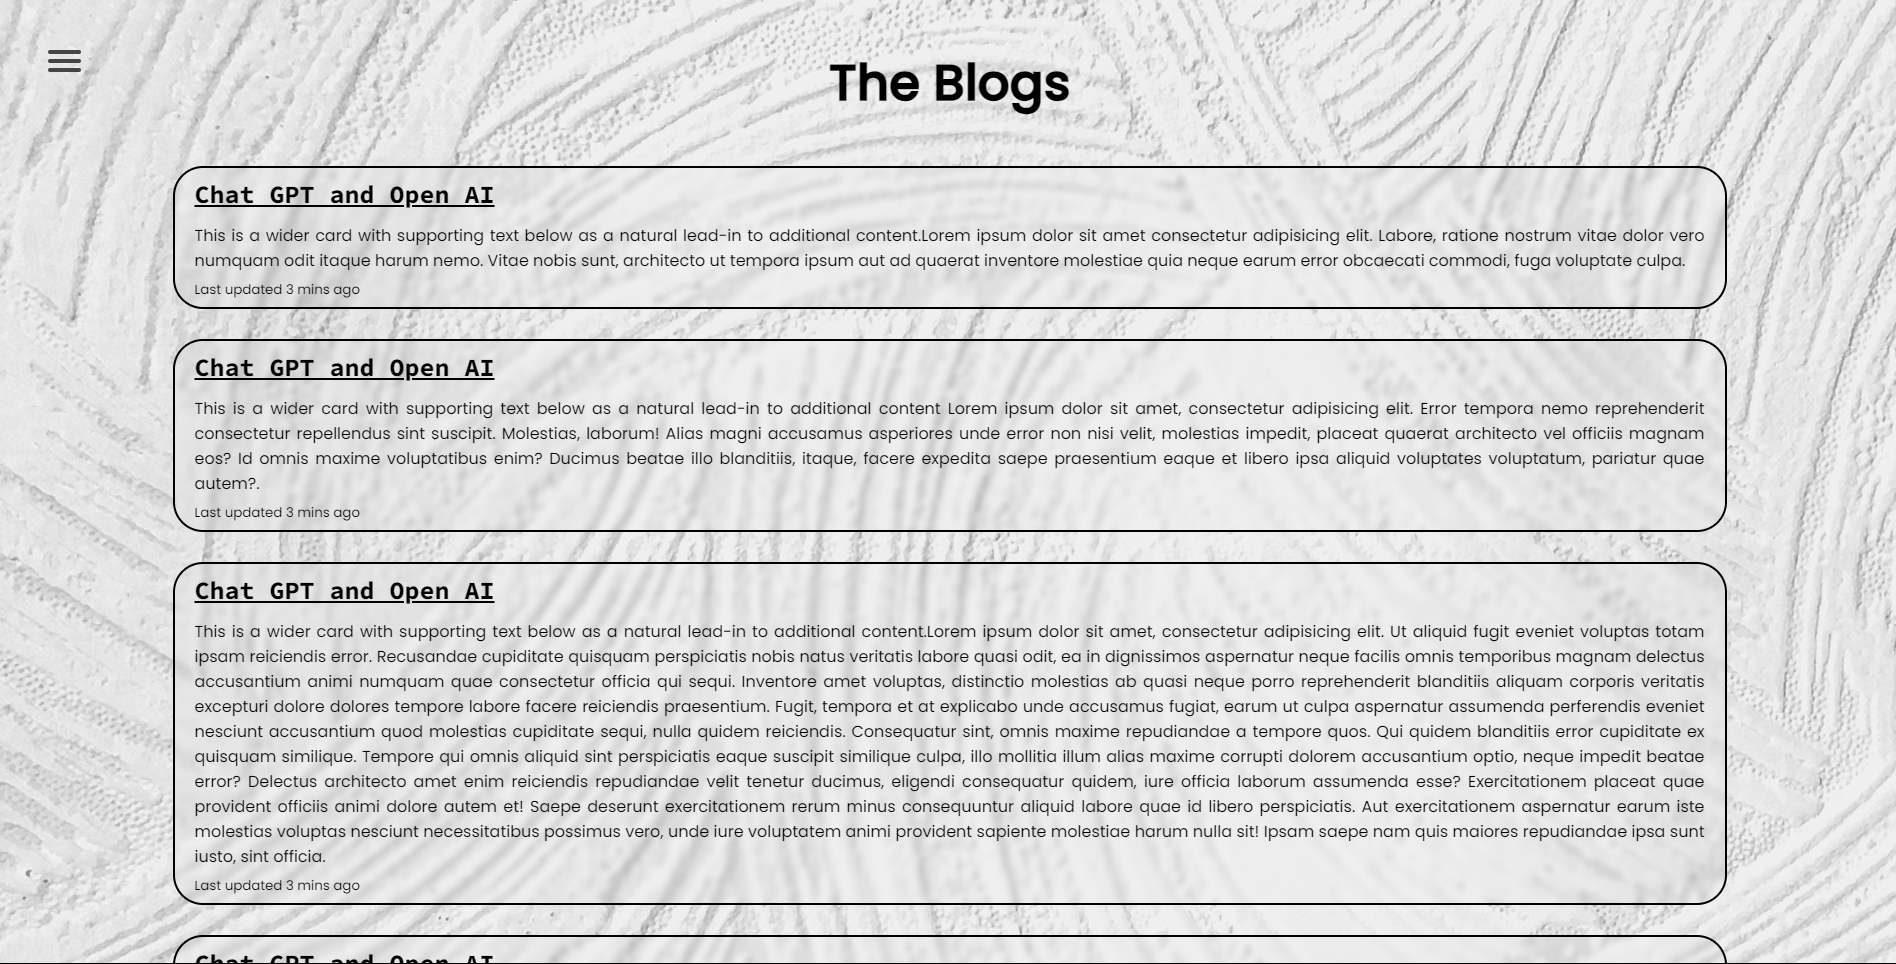 The Blogs
Chat GPT and Open AI
This is a wider card with supporting text below as a natural lead-in to additional content.Lorem ipsum dolor sit amet consectetur adipisicing elit. Labore, ratione nostrum vitae dolor vero
numquam odit itaque harum nemo. Vitae nobis sunt, architecto ut tempora ipsum aut ad quaerat inventore molestiae quia neque earum error obcaecati commodi, fuga voluptate culpa.
Last updated 3 mins ago
Chat GPT and Open AI
This is a wider card with supporting text below as a natural lead-in to additional content Lorem ipsum dolor sit amet, consectetur adipisicing elit. Error tempora nemo reprehenderit
consectetur repellendus sint suscipit. Molestias, laborum! Alias magni accusamus asperiores unde error non nisi velit, molestias impedit, placeat quaerat architecto vel officiis magnam
eos? Id omnis maxime voluptatibus enim? Ducimus beatae illo blanditiis, itaque, facere expedita saepe praesentium eaque et libero ipsa aliquid voluptates voluptatum, pariatur quae
autem?.
Last updated 3 mins ago
Chat GPT and Open AI
This is a wider card with supporting text below as a natural lead-in to additional content.Lorem ipsum dolor sit amet, consectetur adipisicing elit. Ut aliquid fugit eveniet voluptas totam
ipsam reiciendis error. Recusandae cupiditate quisquam perspiciatis nobis natus veritatis labore quasi odit, ea in dignissimos aspernatur neque facilis omnis temporibus magnam delectus
accusantium animi numquam quae consectetur officia qui sequi. Inventore amet voluptas, distinctio molestias ab quasi neque porro reprehenderit blanditiis aliquam corporis veritatis
excepturi dolore dolores tempore labore facere reiciendis praesentium. Fugit, tempora et at explicabo unde accusamus fugiat, earum ut culpa aspernatur assumenda perferendis eveniet
nesciunt accusantium quod molestias cupiditate sequi, nulla quidem reiciendis. Consequatur sint, omnis maxime repudiandae a tempore quos. Qui quidem blanditiis error cupiditate ex
quisquam similique. Tempore qui omnis aliquid sint perspiciatis eaque suscipit similique culpa, illo mollitia illum alias maxime corrupti dolorem accusantium optio, neque impedit beatae
error? Delectus architecto amet enim reiciendis repudiandae velit tenetur ducimus, eligendi consequatur quidem, iure officia laborum assumenda esse? Exercitationem placeat quae
provident officiis animi dolore autem et! Saepe deserunt exercitationem rerum minus consequuntur aliquid labore quae id libero perspiciatis. Aut exercitationem aspernatur earum iste
molestias voluptas nesciunt necessitatibus possimus vero, unde iure voluptatem animi provident sapiente molestiae harum nulla sit! Ipsam saepe nam quis maiores repudiandae ipsa sunt
iusto, sint officia.
Last updated 3 mins ago
Chat GPT and Open AI